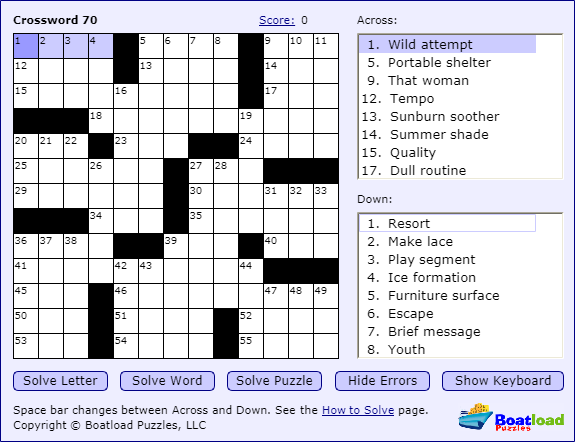 Crossword 70
Score: 0
1 2 3 4 5 6 7 8 9 10 11
12 13 14
15 16 17
18 19
20 21 22 23 24
25 26 27 28
29 30 31 32 33
34 35
36 37 38 39 40
41 42 43 44
45 46 47 48 49
50 51 52
53 54 55
Across:
1. Wild attempt
5. Portable shelter
9. That woman
12. Tempo
13. Sunburn soother
14. Summer shade
15. Quality
17. Dull routine
Down:
1. Resort
2. Make lace
3. Play segment
4. Ice formation
5. Furniture surface
6. Escape
7. Brief message
8. Youth
Solve Letter
Solve Word
Solve Puzzle
Hide Errors
Show Keyboard
Space bar changes between Across and Down. See the How to Solve page.
Copyright © Boatload Puzzles, LLC
Boatload
Puzzles